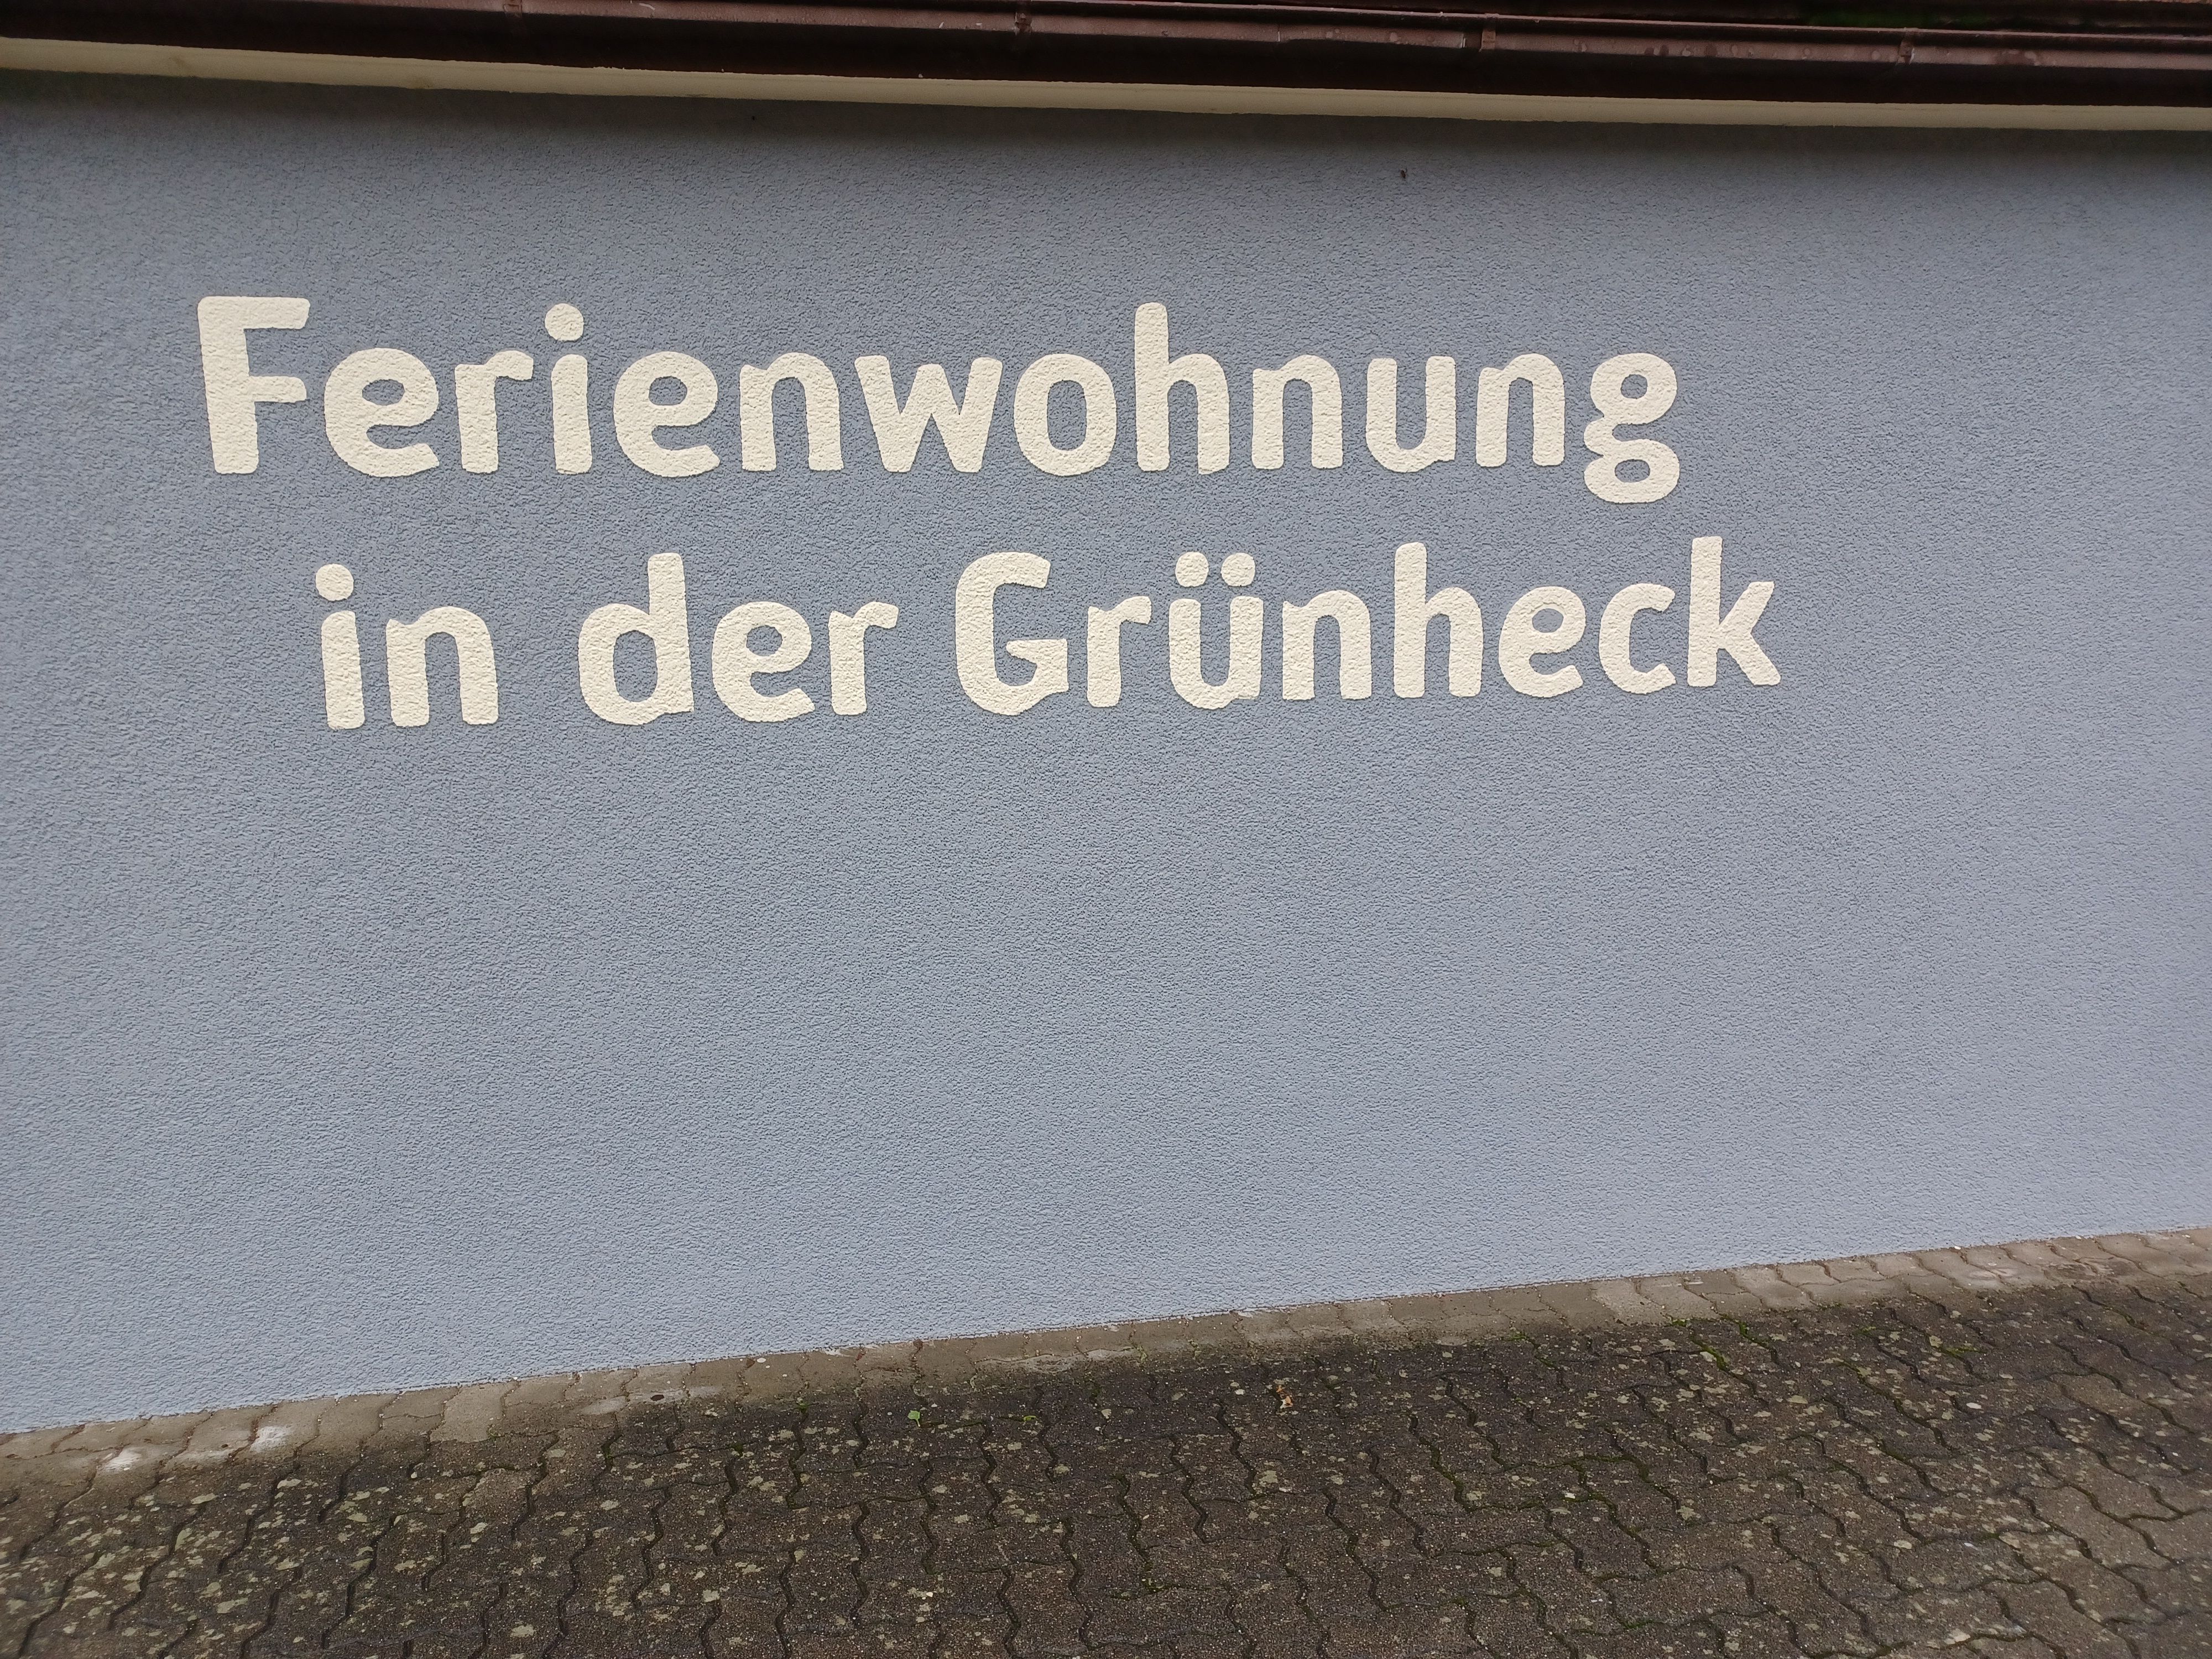 Ferienwohnung
in der Grünheck